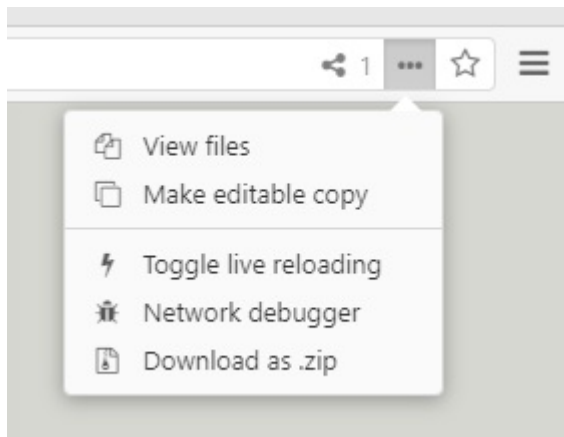 1
View files
Make editable copy
Toggle live reloading
Network debugger
Download as .zip